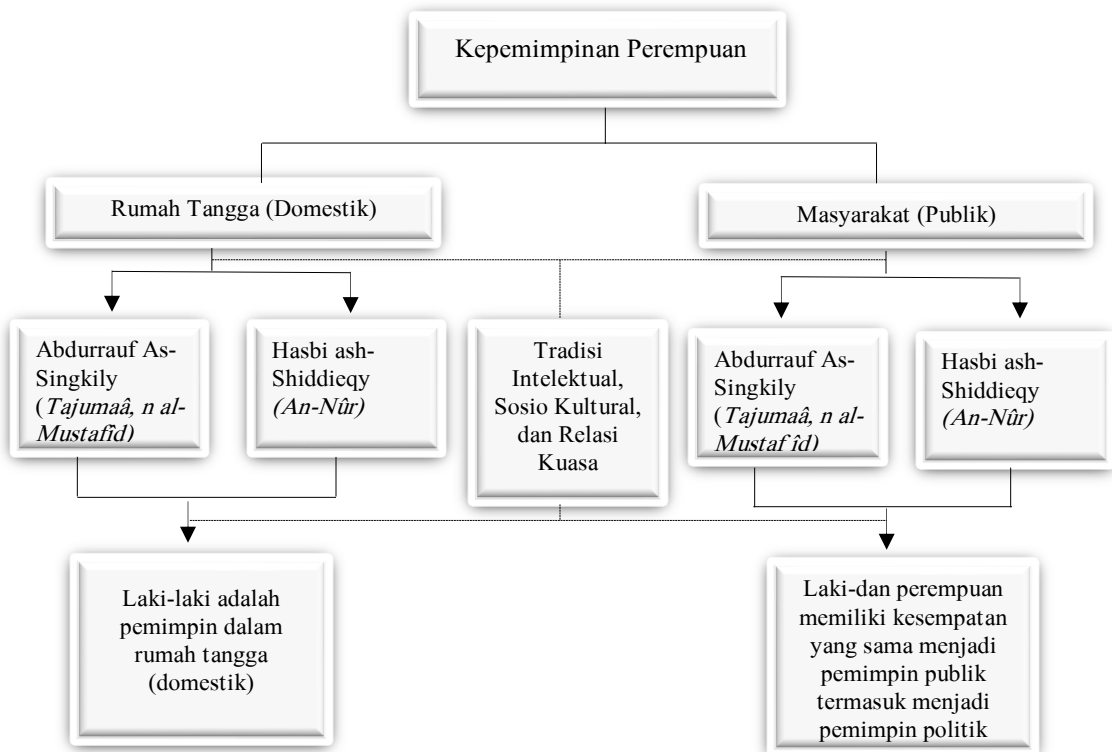 Kepemimpinan Perempuan
Rumah Tangga (Domestik)
Masyarakat (Publik)
Abdurrauf As-
Singkily
(Tajumaâ, n al-
Mustafîd)
Hasbi ash-
Shiddieqy
(An-Nûr)
Tradisi
Intelektual,
Sosio Kultural,
dan Relasi
Kuasa
Abdurrauf As-
Singkily
(Tajumaâ, n al-
Mustaf îd)
Hasbi ash-
Shiddieqy
(An-Nûr)
Laki-laki adalah
pemimpin dalam
rumah tangga
(domestik)
Laki-dan perempuan
memiliki kesempatan
yang sama menjadi
pemimpin publik
termasuk menjadi
pemimpin politik